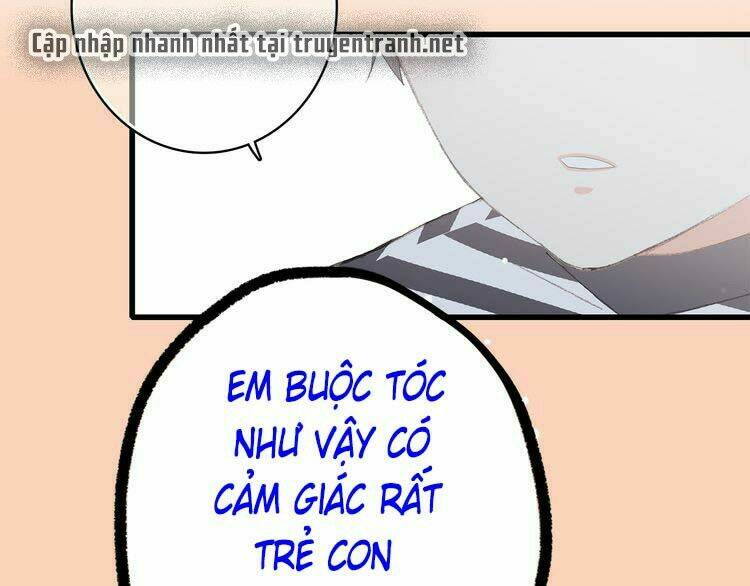 Cập nhập nhanh nhất tại truyentranh.net
EM BUỘC TÓC
NHƯ VẬY CÓ
CẢM GIÁC RẤT
TRẺ CON